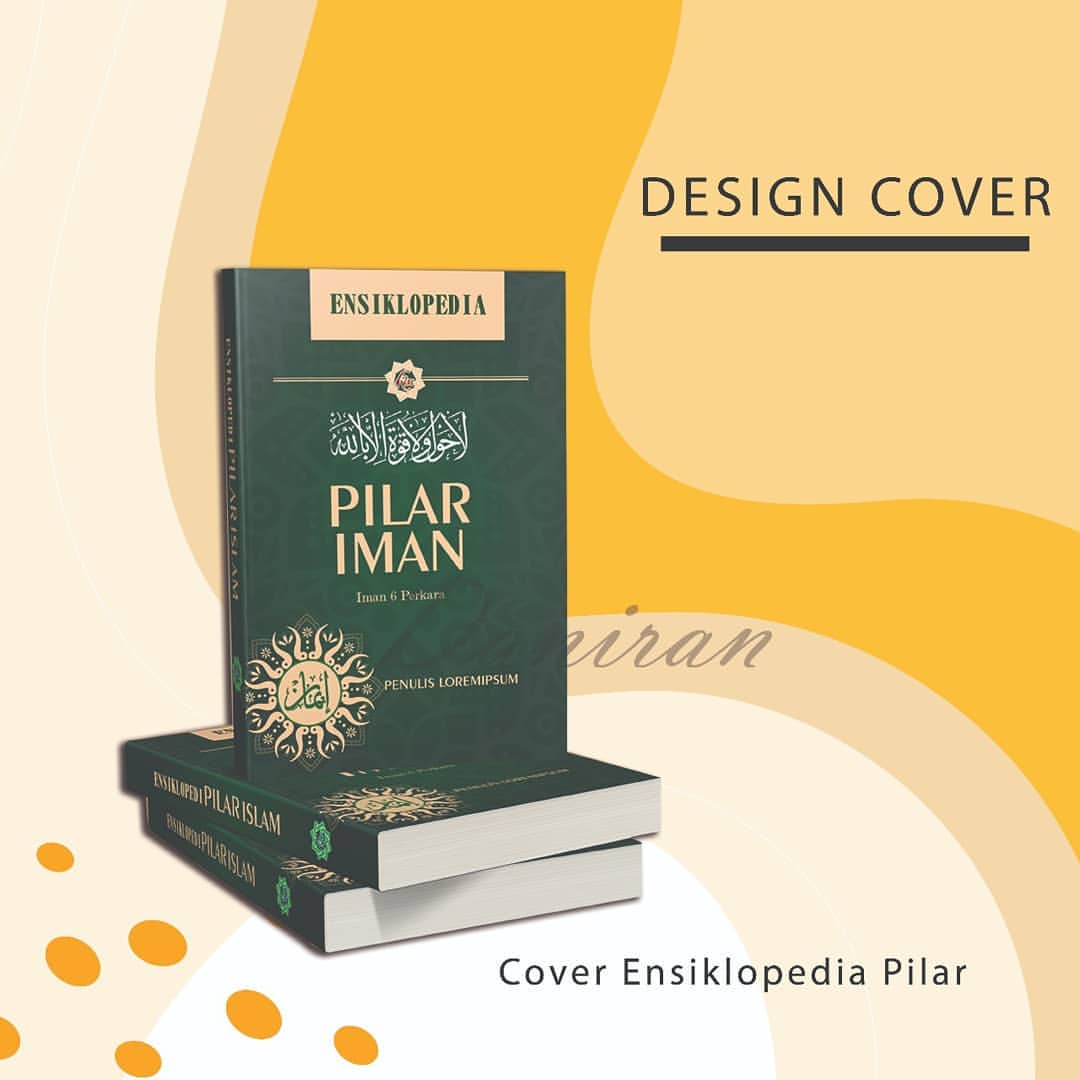 DESIGN COVER
ENSIKLOPEDIA
لا حول ولا قوة إلا بالله
PILAR
IMAN
Iman 6 Perkara
PENULIS LOREMIPSUM
إيمان
ENSIKLOPEDI PILAR ISLAM
ENSIKLOPEDI PILAR ISLAM
ENSIKLOPEDI PILAR ISLAM
Cover Ensiklopedia Pilar